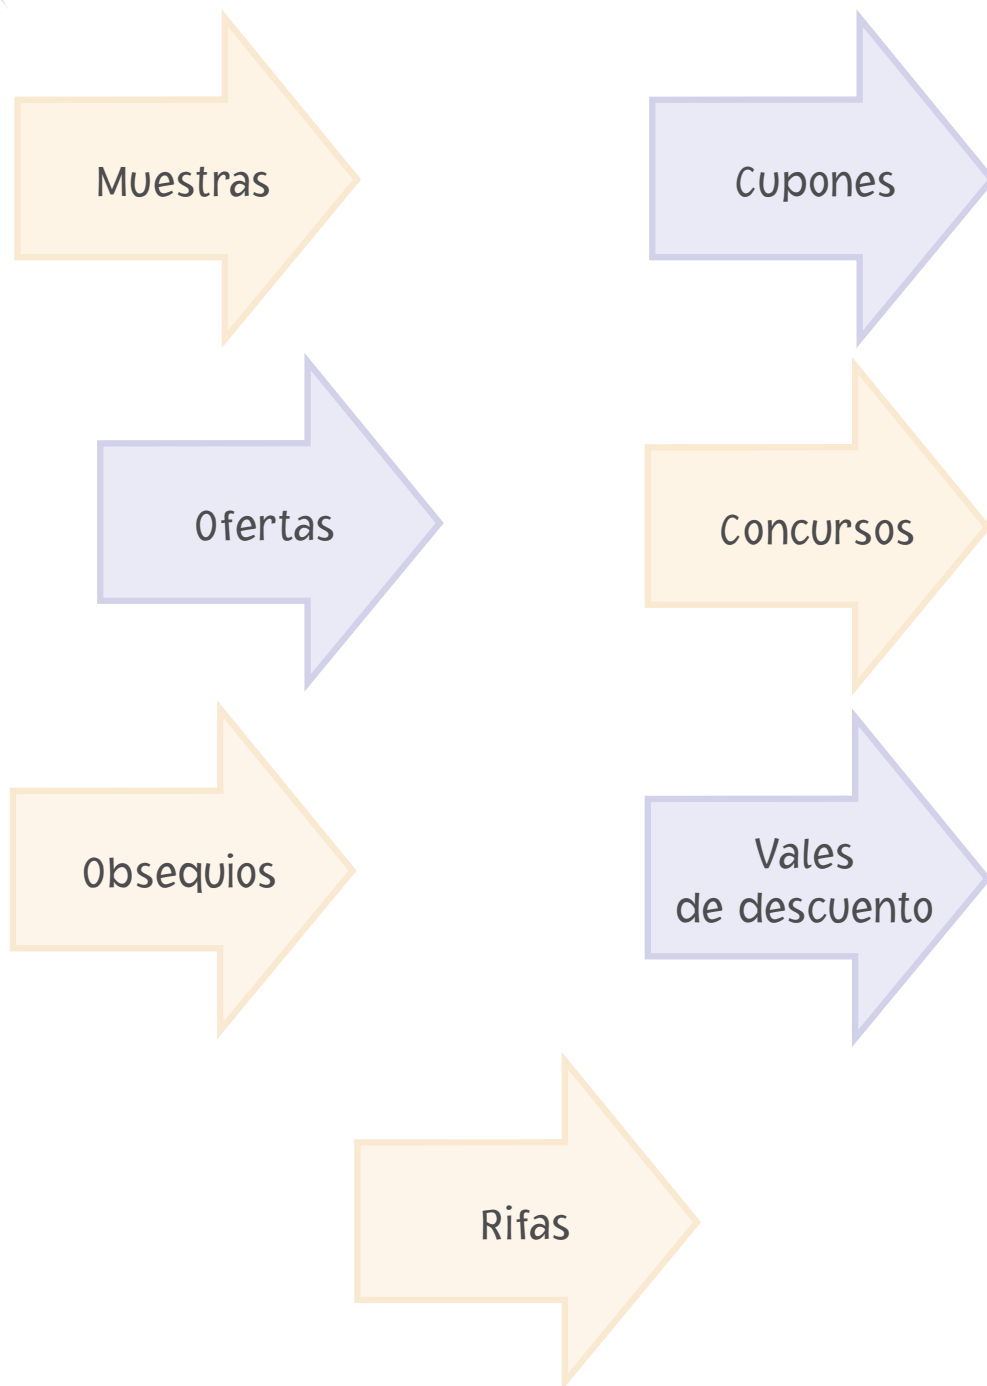 Muestras
Cupones
Ofertas
Concursos
Obsequios
Vales
de descuento
Rifas